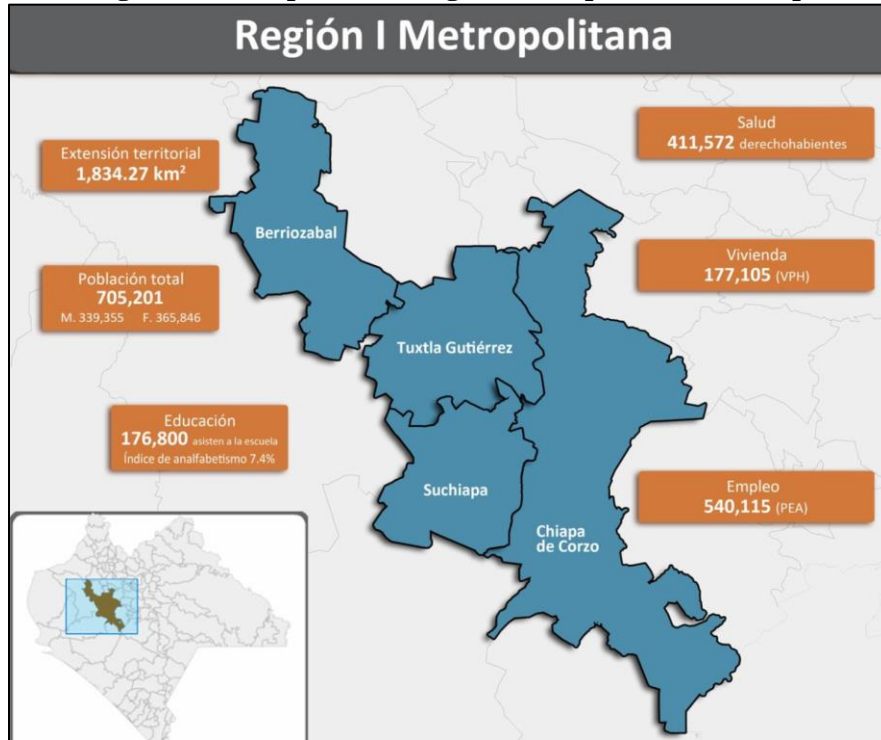 Región I Metropolitana
Extensión territorial
1,834.27 km²
Población total
705,201
M. 339,355 F. 365,846
Educación
176,800 asisten a la escuela
Índice de analfabetismo 7.4%
Berriozabal
Tuxtla Gutiérrez
Suchiapa
Chiapa
de Corzo
Salud
411,572 derechohabientes
Vivienda
177,105 (VPH)
Empleo
540,115 (PEA)